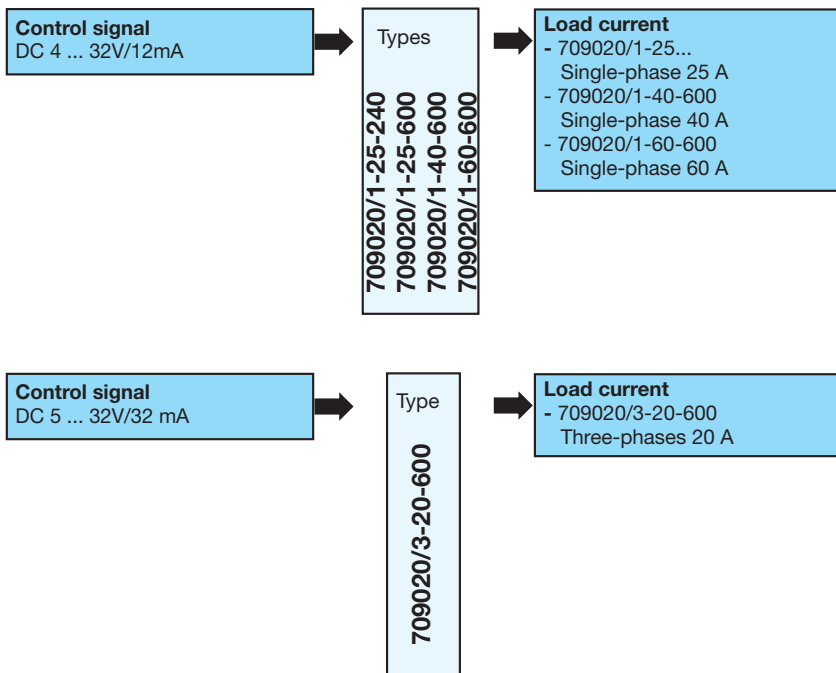 Control signal
DC 4 ... 32V/12mA
Types
709020/1-25-240
709020/1-25-600
709020/1-40-600
709020/1-60-600
Load current
- 709020/1-25...
Single-phase 25 A
- 709020/1-40-600
Single-phase 40 A
- 709020/1-60-600
Single-phase 60 A
Control signal
DC 5 ... 32V/32 mA
Type
709020/3-20-600
Load current
- 709020/3-20-600
Three-phases 20 A